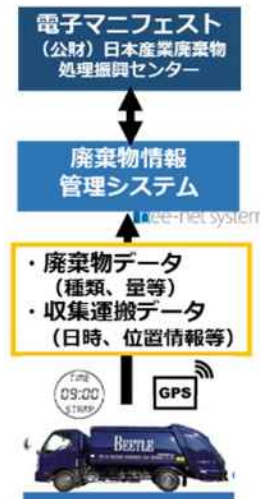 電子マニフェスト
（公財）日本産業廃棄物
処理振興センター
廃棄物情報
管理システム
ee-net system
・廃棄物データ
（種類、量等）
・収集運搬データ
（日時、位置情報等）
TIME
09:00
STAMP
GPS
BEETLE